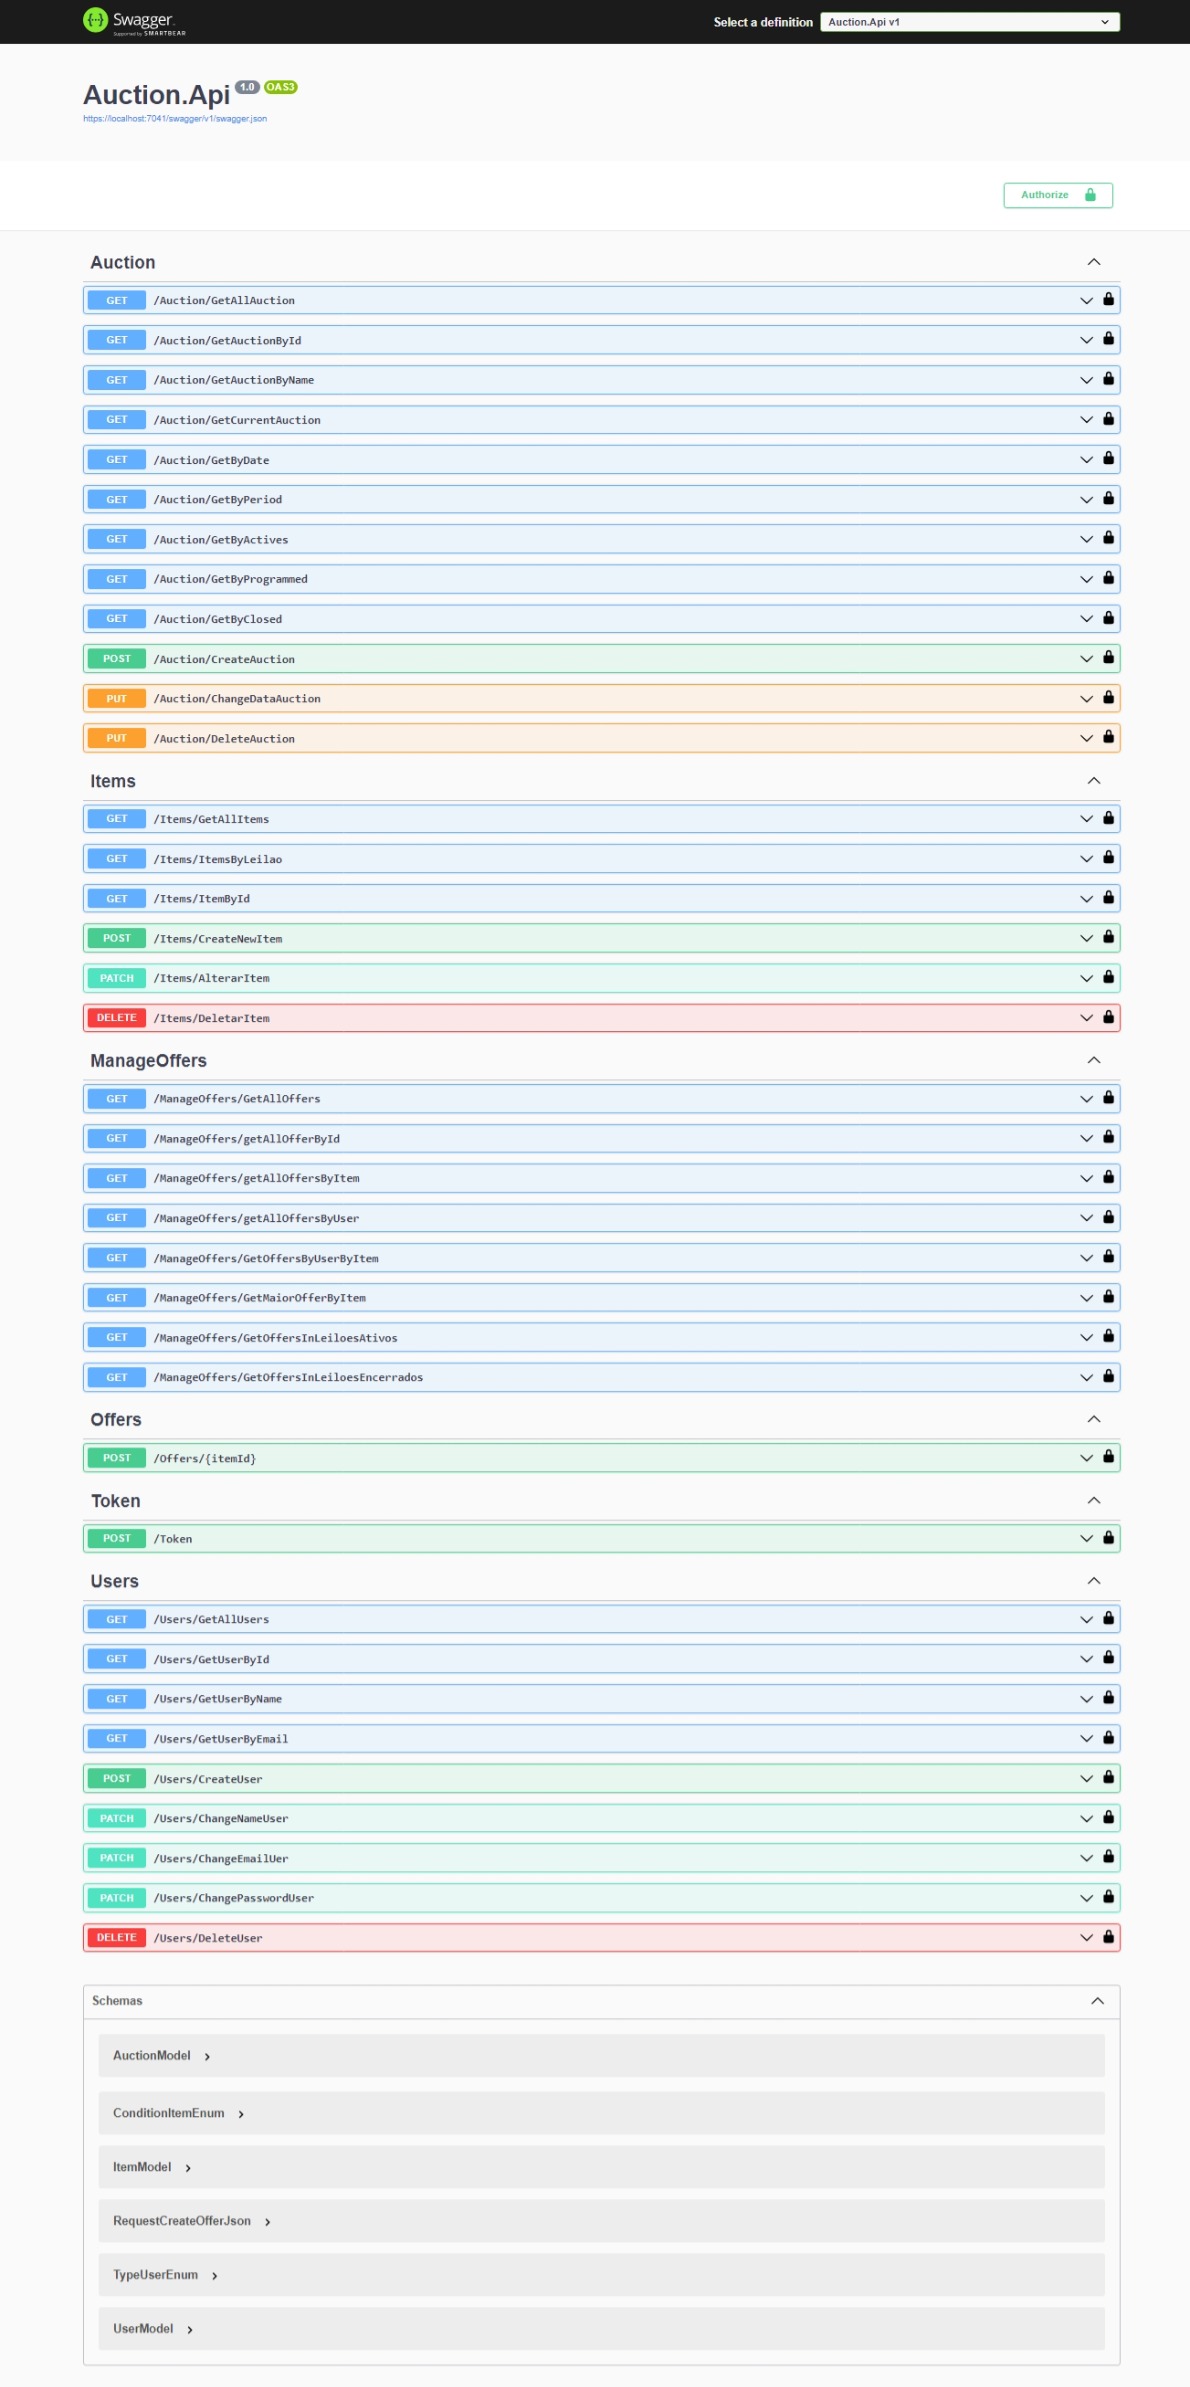 Swagger.
Supported by SMARTBEAR
Select a definition
Auction.Api v1
Auction.Api 1.0 OAS3
https://localhost:7041/swagger/v1/swagger.json
Authorize
Auction
GET /Auction/GetAllAuction
GET /Auction/GetAuctionById
GET /Auction/GetAuctionByName
GET /Auction/GetCurrentAuction
GET /Auction/GetByDate
GET /Auction/GetByPeriod
GET /Auction/GetByActives
GET /Auction/GetByProgrammed
GET /Auction/GetByClosed
POST /Auction/CreateAuction
PUT /Auction/ChangeDataAuction
PUT /Auction/DeleteAuction
Items
GET /Items/GetAllItems
GET /Items/ItemsByLeilao
GET /Items/ItemById
POST /Items/CreateNewItem
PATCH /Items/AlterarItem
DELETE /Items/DeletarItem
ManageOffers
GET /ManageOffers/GetAllOffers
GET /ManageOffers/getAllOfferById
GET /ManageOffers/getAllOffersByItem
GET /ManageOffers/getAllOffersByUser
GET /ManageOffers/GetOffersByUserByItem
GET /ManageOffers/GetMaiorOfferByItem
GET /ManageOffers/GetOffersInLeiloesAtivos
GET /ManageOffers/GetOffersInLeiloesEncerrados
Offers
POST /Offers/{itemId}
Token
POST /Token
Users
GET /Users/GetAllUsers
GET /Users/GetUserById
GET /Users/GetUserByName
GET /Users/GetUserByEmail
POST /Users/CreateUser
PATCH /Users/ChangeNameUser
PATCH /Users/ChangeEmailUer
PATCH /Users/ChangePasswordUser
DELETE /Users/DeleteUser
Schemas
AuctionModel
ConditionItemEnum
ItemModel
RequestCreateOfferJson
TypeUserEnum
UserModel